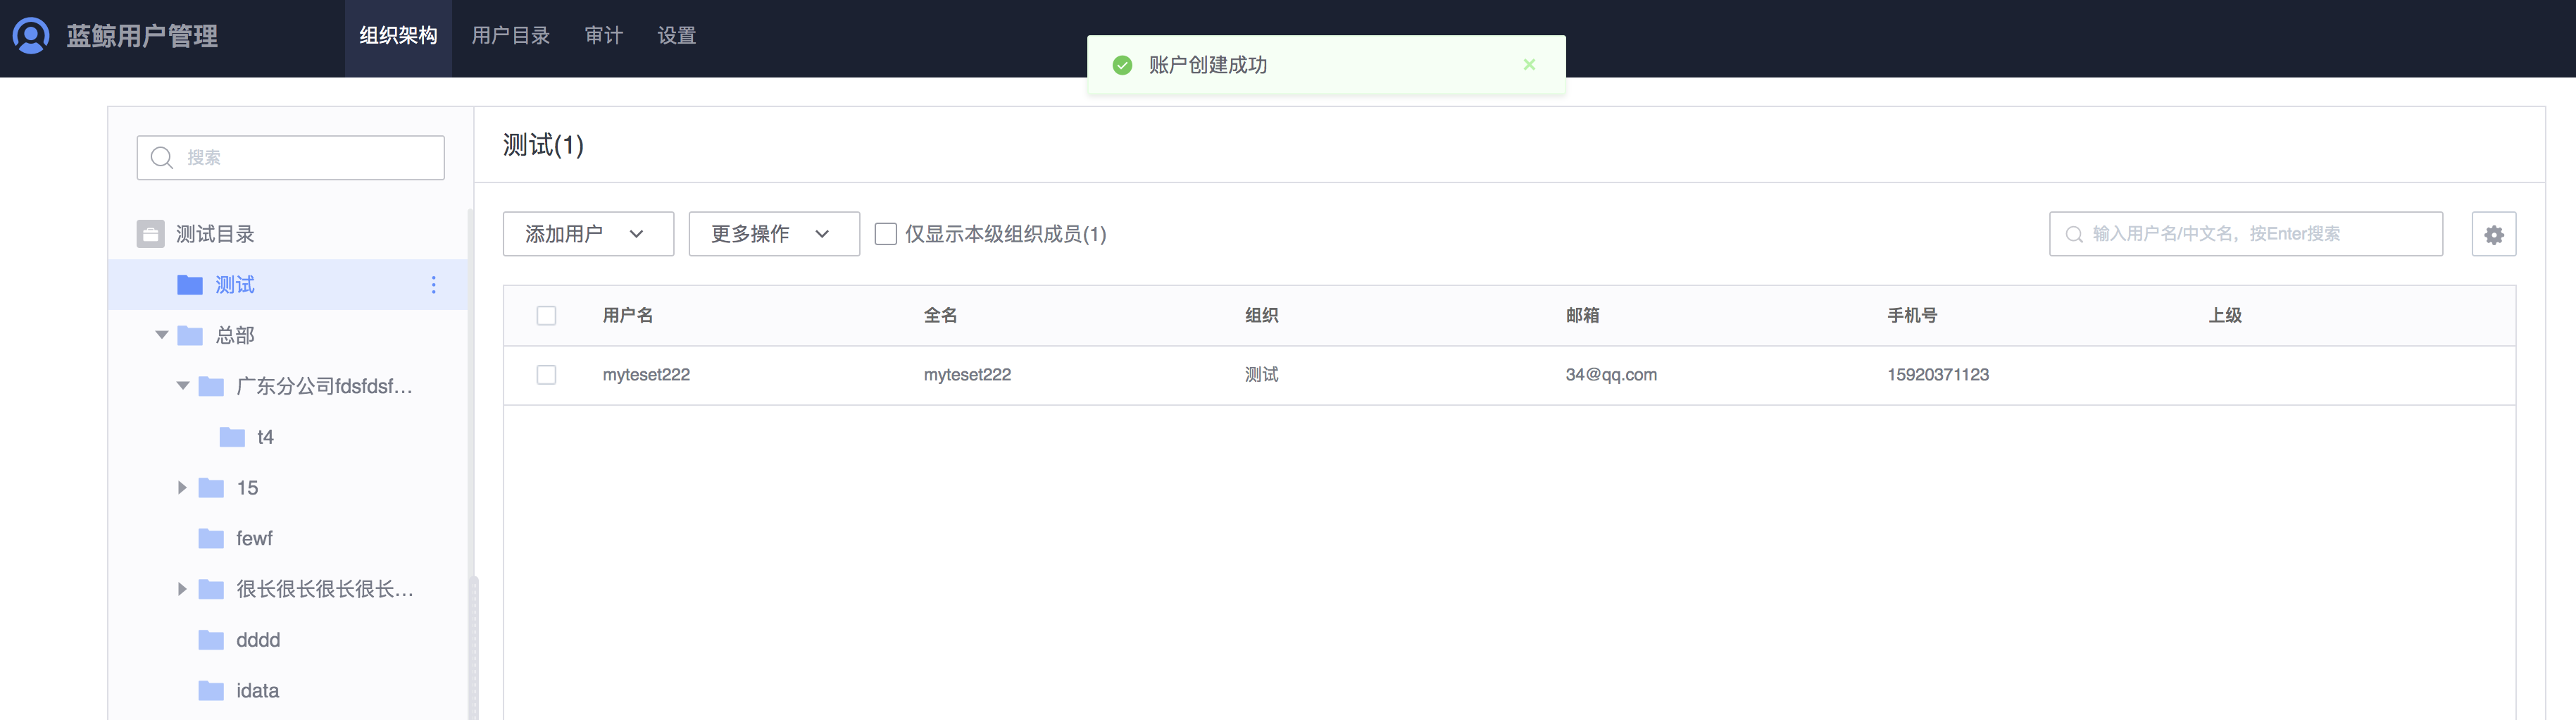 蓝鲸用户管理
组织架构 用户目录 审计 设置
账户创建成功
搜索
测试目录
测试
总部
广东分公司fdsfdsf...
t4
15
fewf
很长很长很长很长...
dddd
idata
测试(1)
添加用户 更多操作 仅显示本级组织成员(1)
输入用户名/中文名，按Enter搜索
用户名 全名 组织 邮箱 手机号 上级
myteset222 myteset222 测试 34@qq.com 15920371123